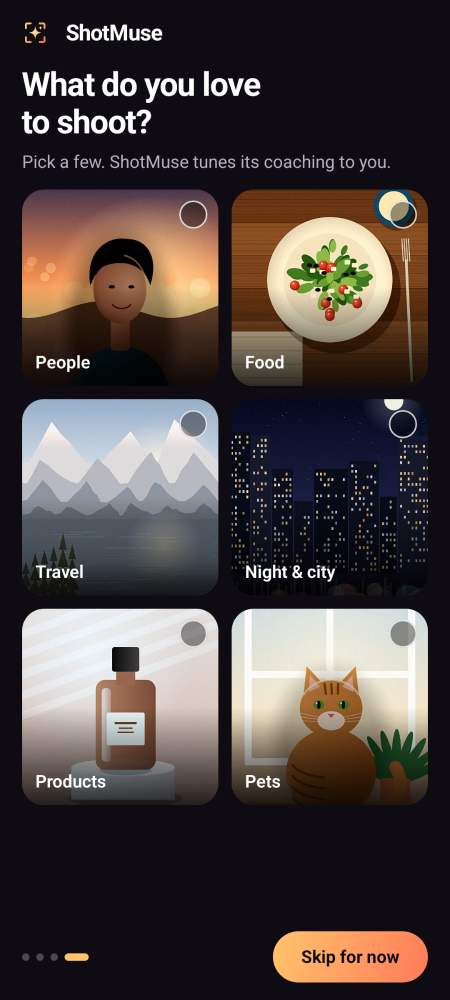 ShotMuse
What do you love
to shoot?
Pick a few. ShotMuse tunes its coaching to you.
People
Food
Travel
Night & city
Products
Pets
Skip for now